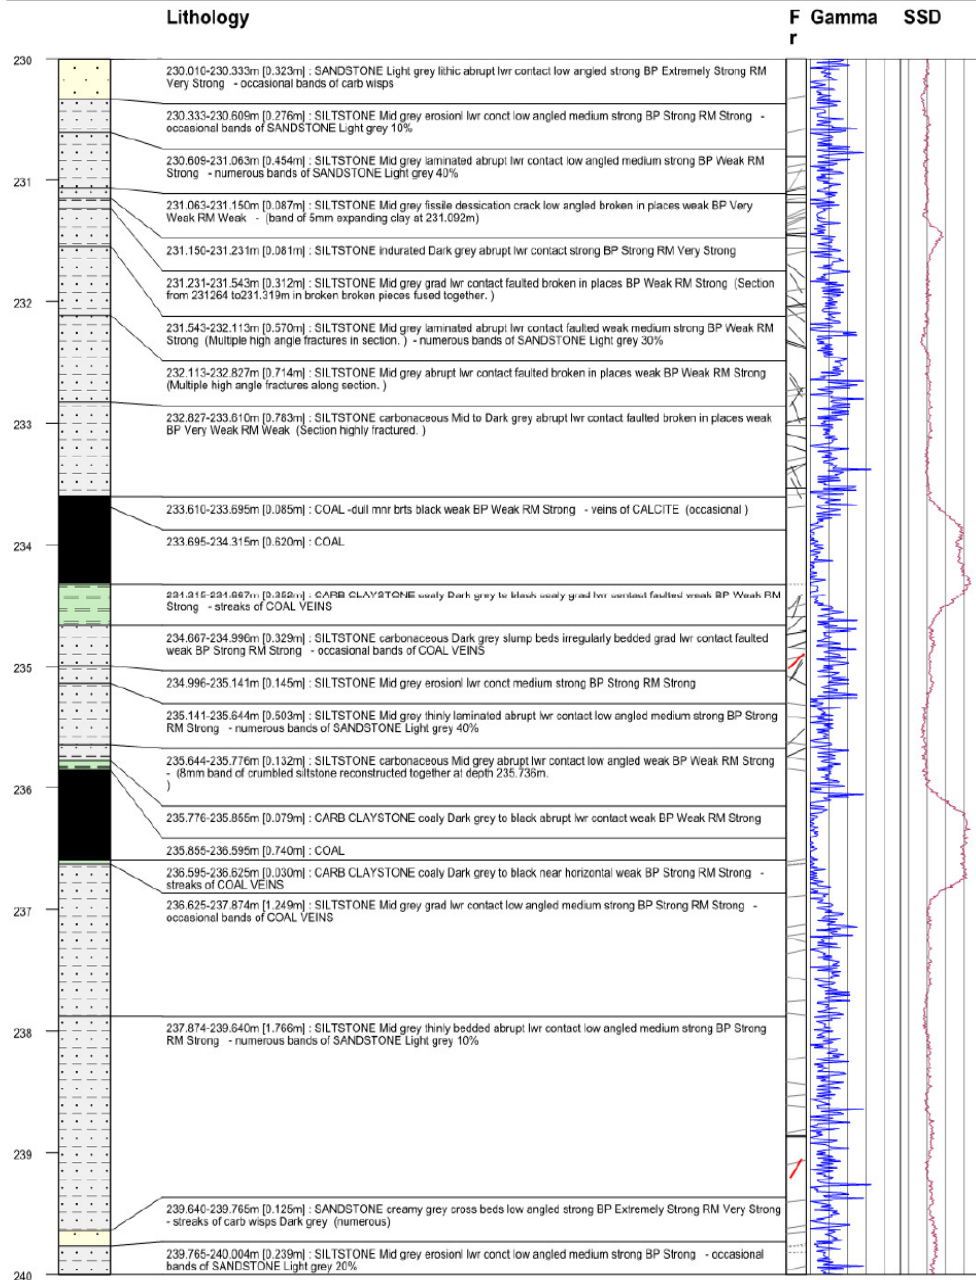 Lithology
F
r
Gamma
SSD
230
230.010-230.333m [0.323m] : SANDSTONE Light grey lithic abrupt lwr contact low angled strong BP Extremely Strong RM
Very Strong - occasional bands of carb wisps
230.333-230.609m [0.276m] : SILTSTONE Mid grey erosionl lwr conct low angled medium strong BP Strong RM Strong -
occasional bands of SANDSTONE Light grey 10%
230.609-231.063m [0.454m] : SILTSTONE Mid grey laminated abrupt lwr contact low angled medium strong BP Weak RM
Strong - numerous bands of SANDSTONE Light grey 40%
231
231.063-231.150m [0.087m] : SILTSTONE Mid grey fissile dessication crack low angled broken in places weak BP Very
Weak RM Weak - (band of 5mm expanding clay at 231.092m)
231.150-231.231m [0.081m] : SILTSTONE indurated Dark grey abrupt lwr contact strong BP Strong RM Very Strong
231.231-231.543m [0.312m] : SILTSTONE Mid grey grad lwr contact faulted broken in places BP Weak RM Strong (Section
from 231264 to231.319m in broken broken pieces fused together. )
232
231.543-232.113m [0.570m] : SILTSTONE Mid grey laminated abrupt lwr contact faulted weak medium strong BP Weak RM
Strong (Multiple high angle fractures in section. ) - numerous bands of SANDSTONE Light grey 30%
232.113-232.827m [0.714m] : SILTSTONE Mid grey abrupt lwr contact faulted broken in places weak BP Weak RM Strong
(Multiple high angle fractures along section. )
232.827-233.610m [0.783m] : SILTSTONE carbonaceous Mid to Dark grey abrupt lwr contact faulted broken in places weak
BP Very Weak RM Weak (Section highly fractured. )
233
233.610-233.695m [0.085m] : COAL -dull mnr brts black weak BP Weak RM Strong - veins of CALCITE (occasional )
234
233.695-234.315m [0.620m] : COAL
CARB CLAYSTONE coaly Dark grey to black grad lwr contact faulted weak BP Weak RM
Strong - streaks of COAL VEINS
234.667-234.996m [0.329m] : SILTSTONE carbonaceous Dark grey slump beds irregularly bedded grad lwr contact faulted
weak BP Strong RM Strong - occasional bands of COAL VEINS
235
234.996-235.141m [0.145m] : SILTSTONE Mid grey erosionl lwr conct medium strong BP Strong RM Strong
235.141-235.644m [0.503m] : SILTSTONE Mid grey thinly laminated abrupt lwr contact low angled medium strong BP Strong
RM Strong - numerous bands of SANDSTONE Light grey 40%
235.644-235.776m [0.132m] : SILTSTONE carbonaceous Mid grey abrupt lwr contact low angled weak BP Weak RM Strong
- (8mm band of crumbled siltstone reconstructed together at depth 235.736m.
)
236
235.776-235.855m [0.079m] : CARB CLAYSTONE coaly Dark grey to black abrupt lwr contact weak BP Weak RM Strong
235.855-236.595m [0.740m] : COAL
236.595-236.625m [0.030m] : CARB CLAYSTONE coaly Dark grey to black near horizontal weak BP Strong RM Strong -
streaks of COAL VEINS
237
236.625-237.874m [1.249m] : SILTSTONE Mid grey grad lwr contact low angled medium strong BP Strong RM Strong -
occasional bands of COAL VEINS
238
237.874-239.640m [1.766m] : SILTSTONE Mid grey thinly bedded abrupt lwr contact low angled medium strong BP Strong
RM Strong - numerous bands of SANDSTONE Light grey 10%
239
239.640-239.765m [0.125m] : SANDSTONE creamy grey cross beds low angled strong BP Extremely Strong RM Very Strong
- streaks of carb wisps Dark grey (numerous)
239.765-240.004m [0.239m] : SILTSTONE Mid grey erosionl lwr conct low angled medium strong BP Strong - occasional
bands of SANDSTONE Light grey 20%
240